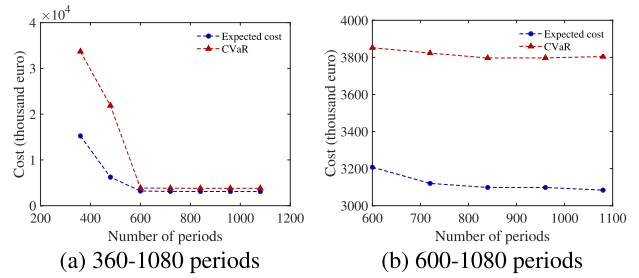 ×10⁴
4
3
2
1
0
Cost (thousand euro)
Expected cost
CVaR
200 400 600 800 1000 1200
Number of periods
(a) 360-1080 periods
4000
3800
3600
3400
3200
3000
Cost (thousand euro)
Expected cost
CVaR
600 700 800 900 1000 1100
Number of periods
(b) 600-1080 periods